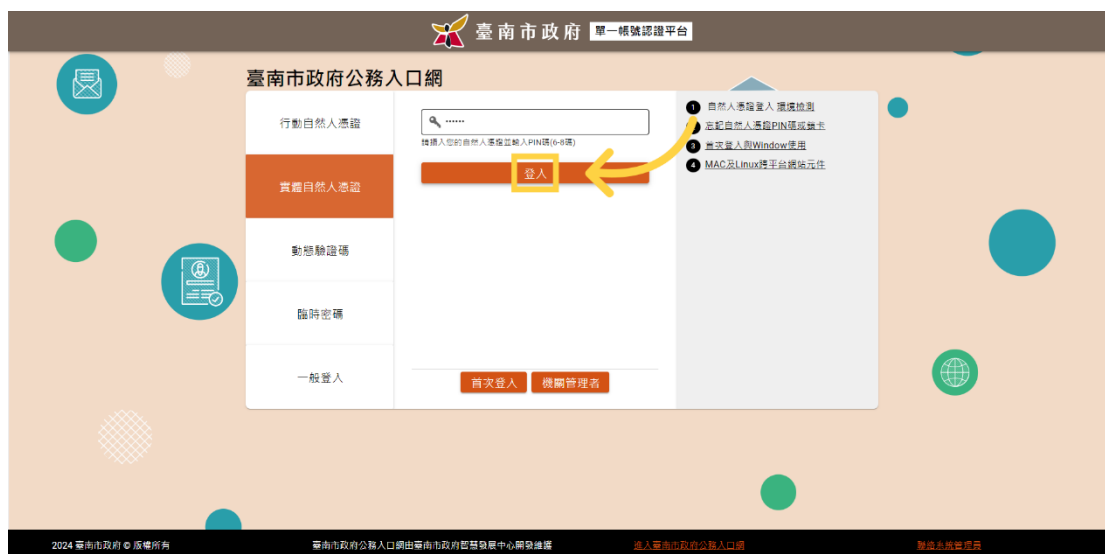 臺南市政府 單一帳號認證平台
臺南市政府公務入口網
行動自然人憑證
實體自然人憑證
動態驗證碼
臨時密碼
一般登入
••••••
請插入您的自然人憑證並輸入PIN碼(6-8碼)
登入
首次登入 機關管理者
1 自然人憑證登入 環境檢測
忘記自然人憑證PIN碼或鎖卡
3 首次登入與Window使用
4 MAC及Linux跨平台網站元件
2024 臺南市政府 © 版權所有 臺南市政府公務入口網由臺南市政府智慧發展中心開發維護 進入臺南市政府公務入口網 聯絡系統管理員